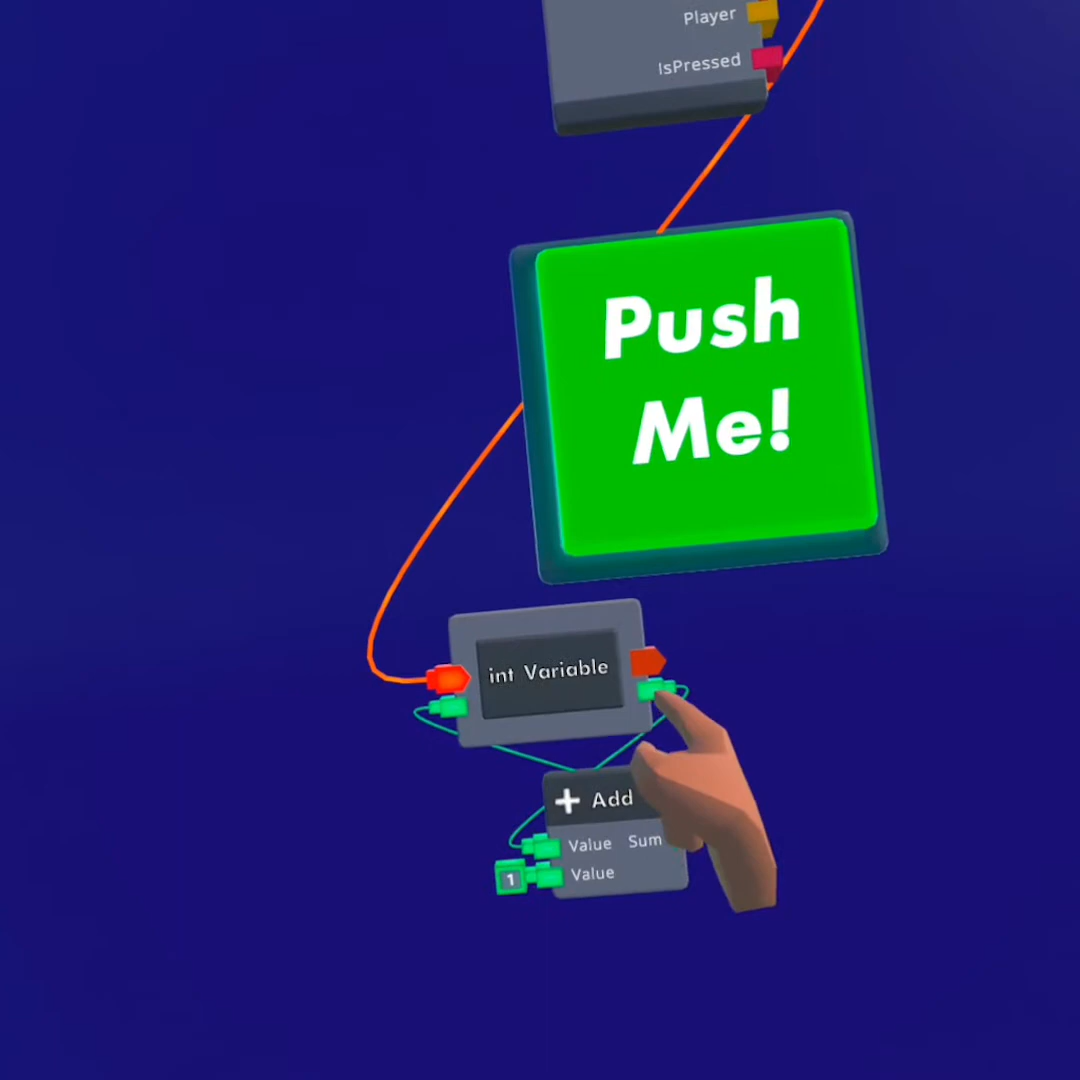 Player
IsPressed
Push
Me!
int Variable
+ Add
Value Sum
1 Value